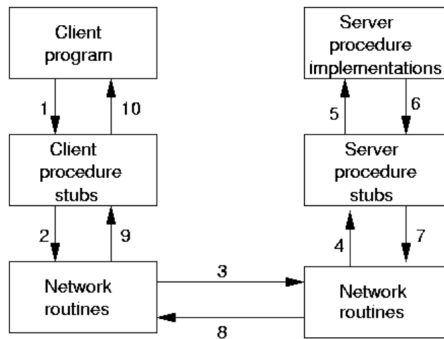 Client
program
Server
procedure
implementations
1
10
5
6
Client
procedure
stubs
Server
procedure
stubs
2
9
4
7
Network
routines
3
8
Network
routines